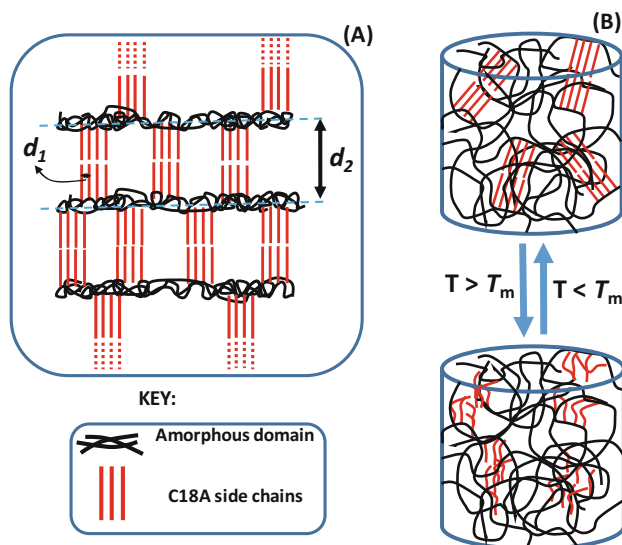 (A)
d1
d2
KEY:
Amorphous domain
C18A side chains
(B)
T > Tm
T < Tm